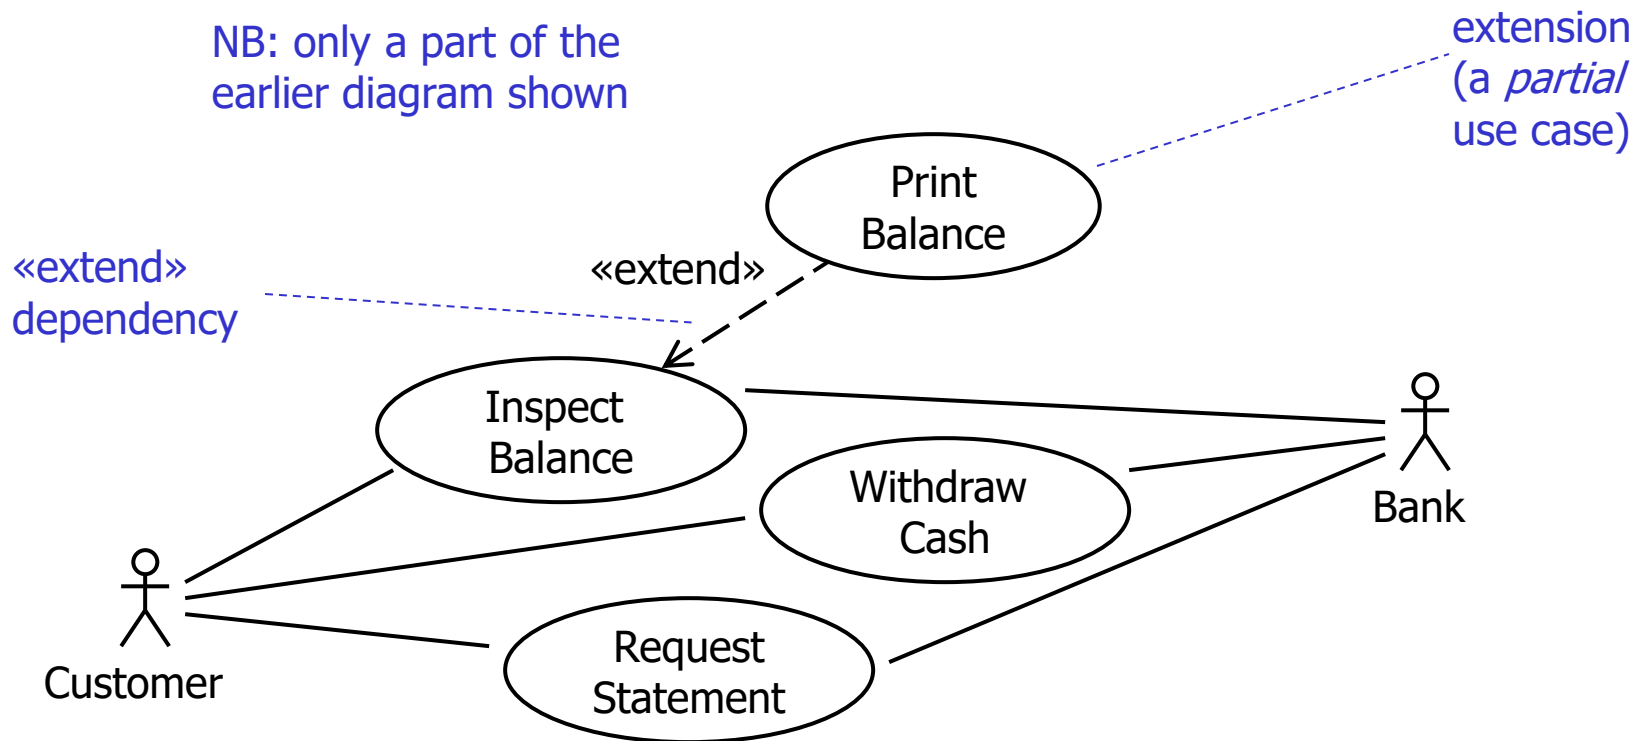 NB: only a part of the
earlier diagram shown
extension
(a partial
use case)
Print
Balance
«extend»
dependency
«extend»
Inspect
Balance
Withdraw
Cash
Bank
Request
Statement
Customer